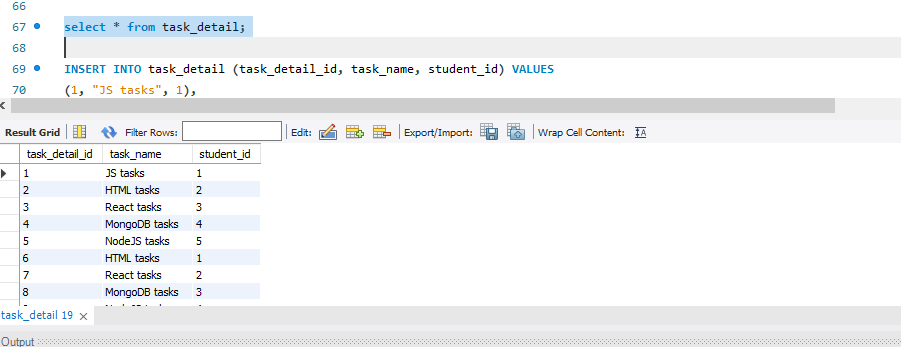 66
67 select * from task_detail;
68
69 INSERT INTO task_detail (task_detail_id, task_name, student_id) VALUES
70 (1, "JS tasks", 1),
Result Grid Filter Rows: Edit: Export/Import: Wrap Cell Content: IA
task_detail_id task_name student_id
1 JS tasks 1
2 HTML tasks 2
3 React tasks 3
4 MongoDB tasks 4
5 NodeJS tasks 5
6 HTML tasks 1
7 React tasks 2
8 MongoDB tasks 3
task_detail 19
Output